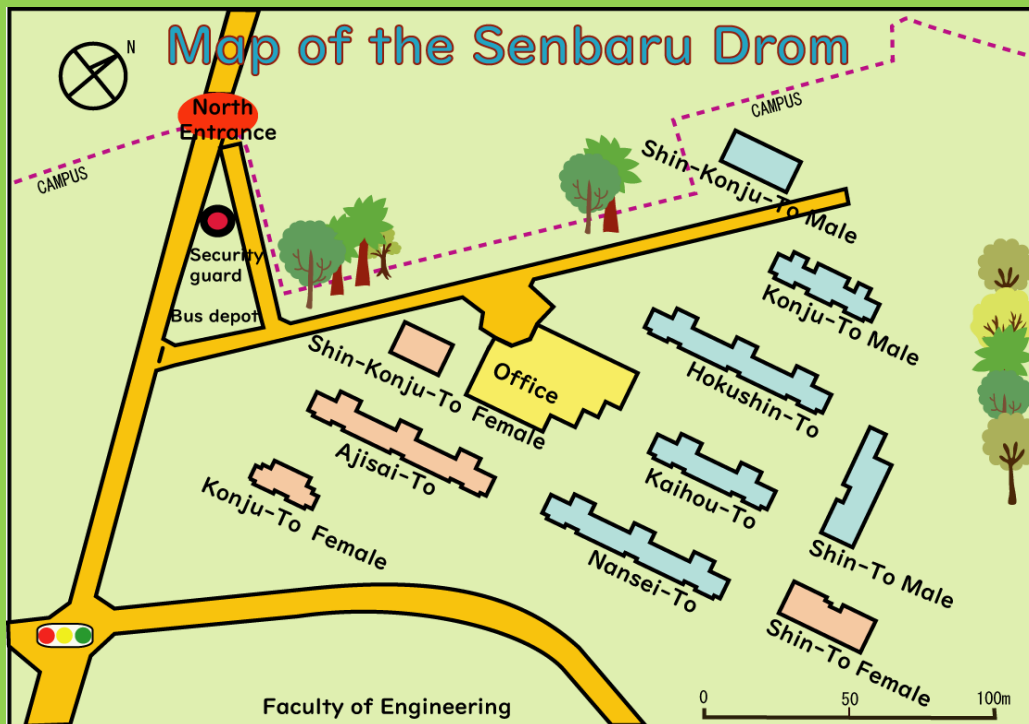 Map of the Senbaru Drom
N
North
Entrance
CAMPUS
CAMPUS
Shin-Konju-To Male
Security
guard
Bus depot
Konju-To Male
Shin-Konju-To Female
Office
Hokushin-To
Ajisai-To
Kaihou-To
Konju-To Female
Nansei-To
Shin-To Male
Shin-To Female
Faculty of Engineering
0 50 100m